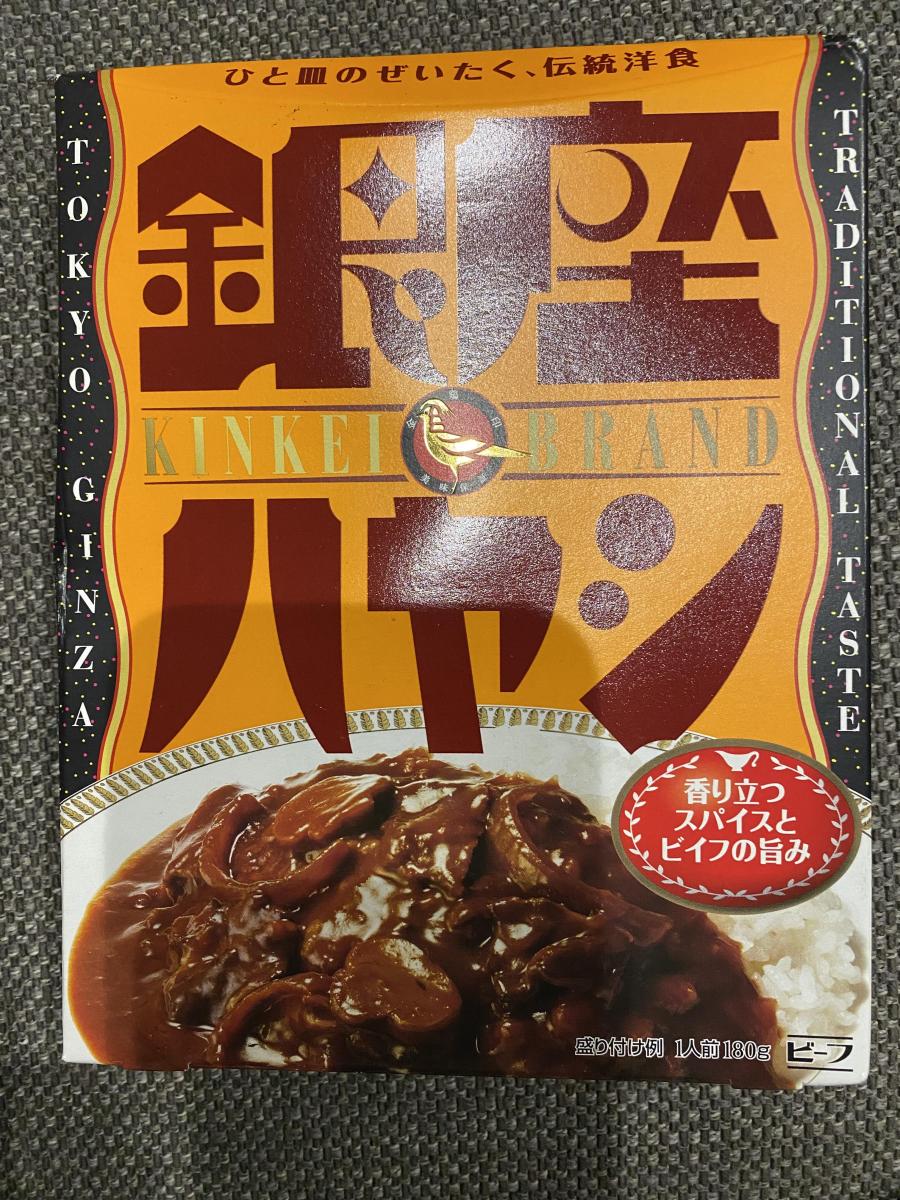 ひと皿のぜいたく、伝統洋食
TOKYO GINZA
TRADITIONAL TASTE
銀座
KINKEI BRAND
ハヤシ
香り立つ
スパイスと
ビイフの旨み
盛り付け例 1人前180g
ビーフ